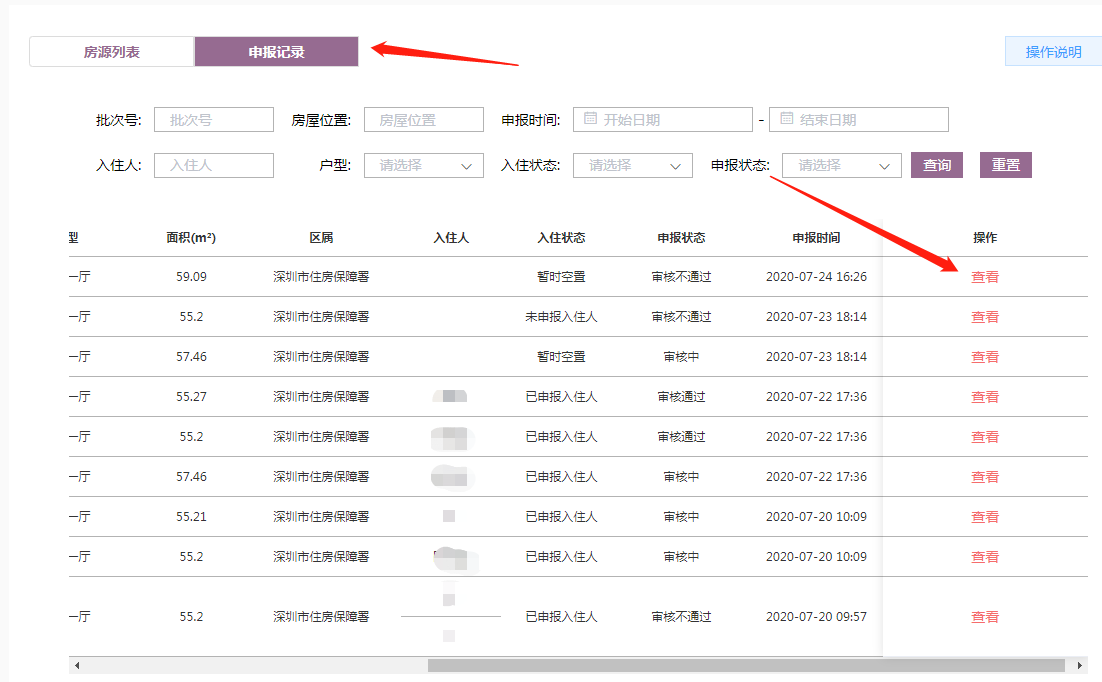 房源列表 申报记录 操作说明
批次号: 批次号 房屋位置: 房屋位置 申报时间: 开始日期 - 结束日期
入住人: 入住人 户型: 请选择 入住状态: 请选择 申报状态: 请选择 查询 重置
型 面积(m²) 区属 入住人 入住状态 申报状态 申报时间 操作
一厅 59.09 深圳市住房保障署 暂时空置 审核不通过 2020-07-24 16:26 查看
一厅 55.2 深圳市住房保障署 未申报入住人 审核不通过 2020-07-23 18:14 查看
一厅 57.46 深圳市住房保障署 暂时空置 审核中 2020-07-23 18:14 查看
一厅 55.27 深圳市住房保障署 已申报入住人 审核通过 2020-07-22 17:36 查看
一厅 55.2 深圳市住房保障署 已申报入住人 审核通过 2020-07-22 17:36 查看
一厅 57.46 深圳市住房保障署 已申报入住人 审核中 2020-07-22 17:36 查看
一厅 55.21 深圳市住房保障署 已申报入住人 审核中 2020-07-20 10:09 查看
一厅 55.2 深圳市住房保障署 已申报入住人 审核中 2020-07-20 10:09 查看
一厅 55.2 深圳市住房保障署 已申报入住人 审核不通过 2020-07-20 09:57 查看